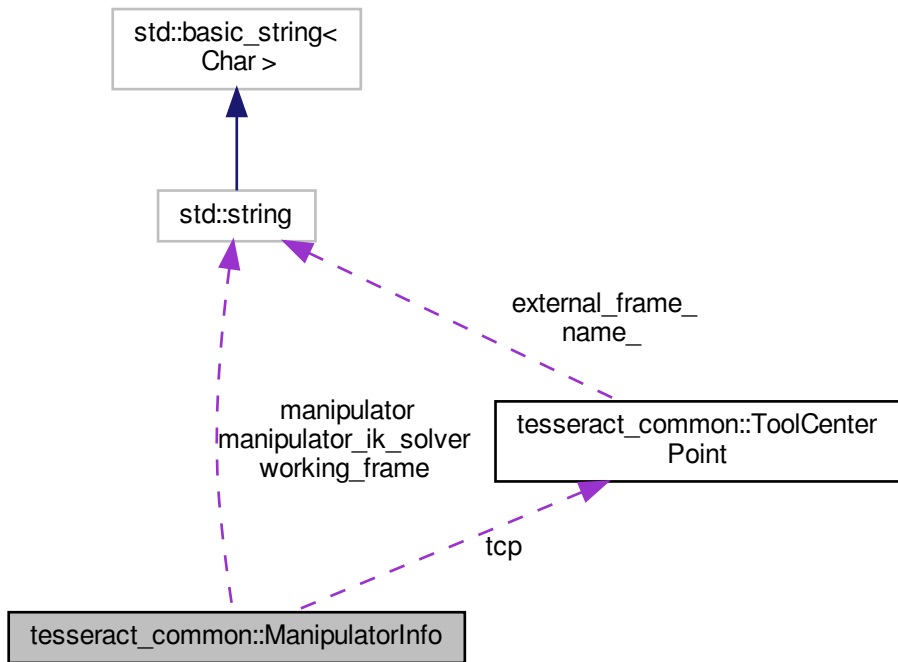 std::basic_string<
Char >
std::string
external_frame_
name_
manipulator
manipulator_ik_solver
working_frame
tesseract_common::ToolCenter
Point
tcp
tesseract_common::ManipulatorInfo